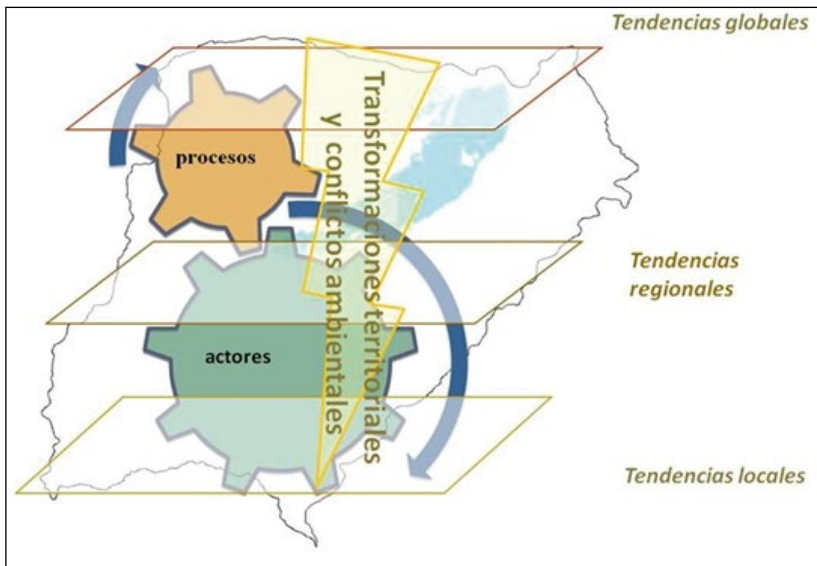 Tendencias globales
Transformaciones territoriales
y conflictos ambientales
procesos
Tendencias
regionales
actores
Tendencias locales